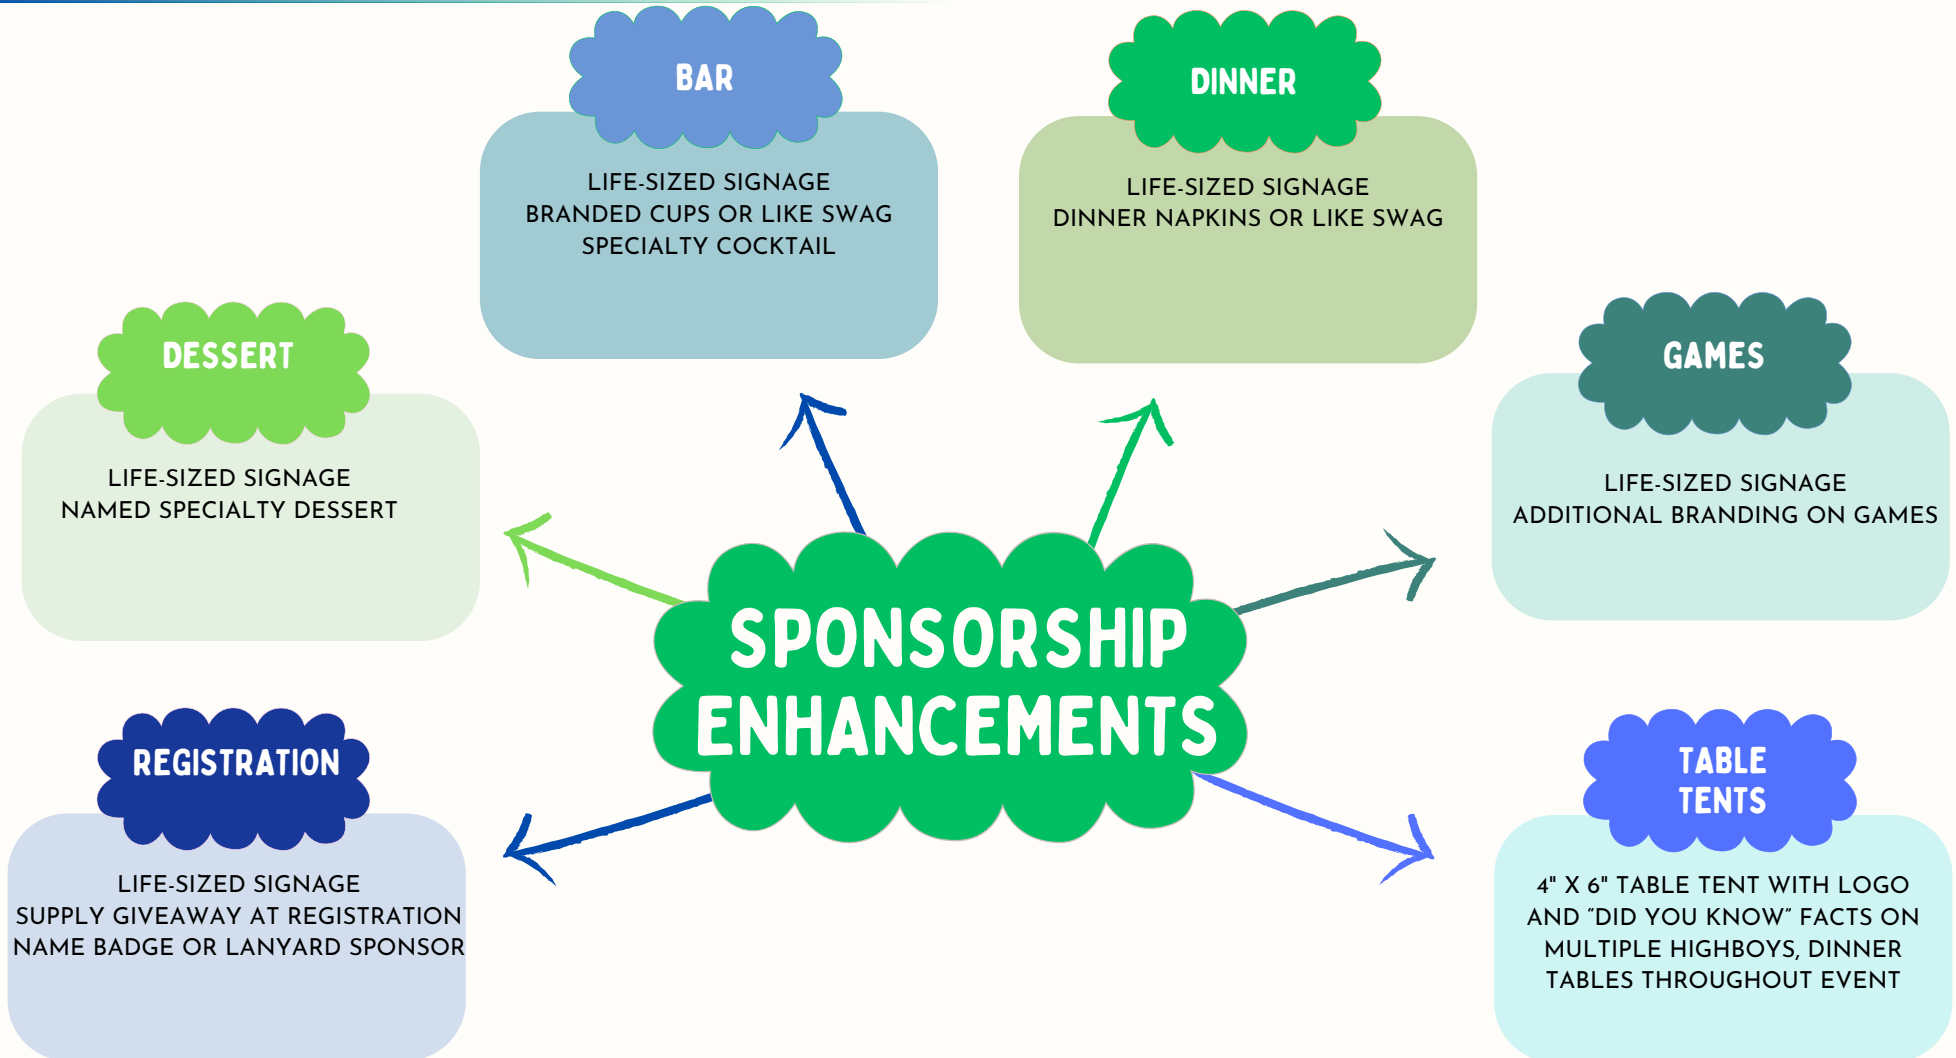 BAR
LIFE-SIZED SIGNAGE
BRANDED CUPS OR LIKE SWAG
SPECIALTY COCKTAIL
DINNER
LIFE-SIZED SIGNAGE
DINNER NAPKINS OR LIKE SWAG
DESSERT
LIFE-SIZED SIGNAGE
NAMED SPECIALTY DESSERT
GAMES
LIFE-SIZED SIGNAGE
ADDITIONAL BRANDING ON GAMES
SPONSORSHIP
ENHANCEMENTS
REGISTRATION
LIFE-SIZED SIGNAGE
SUPPLY GIVEAWAY AT REGISTRATION
NAME BADGE OR LANYARD SPONSOR
TABLE
TENTS
4" X 6" TABLE TENT WITH LOGO
AND “DID YOU KNOW” FACTS ON
MULTIPLE HIGHBOYS, DINNER
TABLES THROUGHOUT EVENT